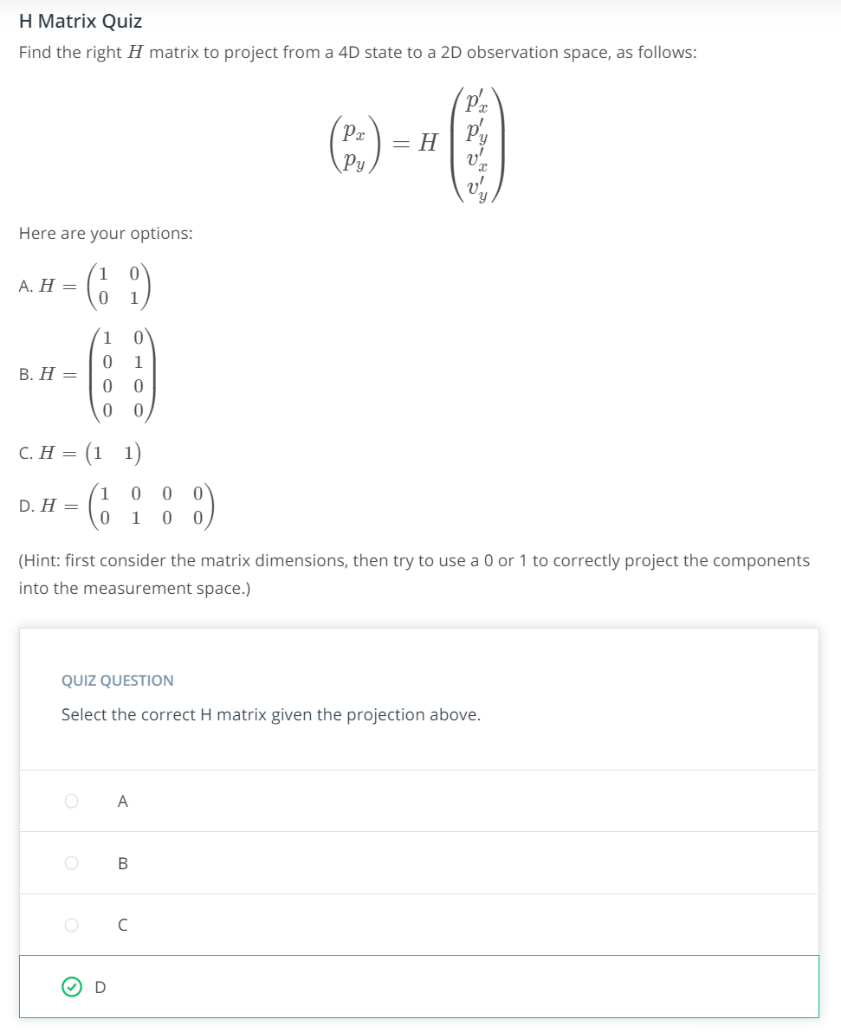 H Matrix Quiz
Find the right H matrix to project from a 4D state to a 2D observation space, as follows:
(p_x; p_y) = H (p'_x; p'_y; v'_x; v'_y)
Here are your options:
A. H = (1 0; 0 1)
B. H = (1 0; 0 1; 0 0; 0 0)
C. H = (1 1)
D. H = (1 0 0 0; 0 1 0 0)
(Hint: first consider the matrix dimensions, then try to use a 0 or 1 to correctly project the components
into the measurement space.)
QUIZ QUESTION
Select the correct H matrix given the projection above.
A
B
C
D